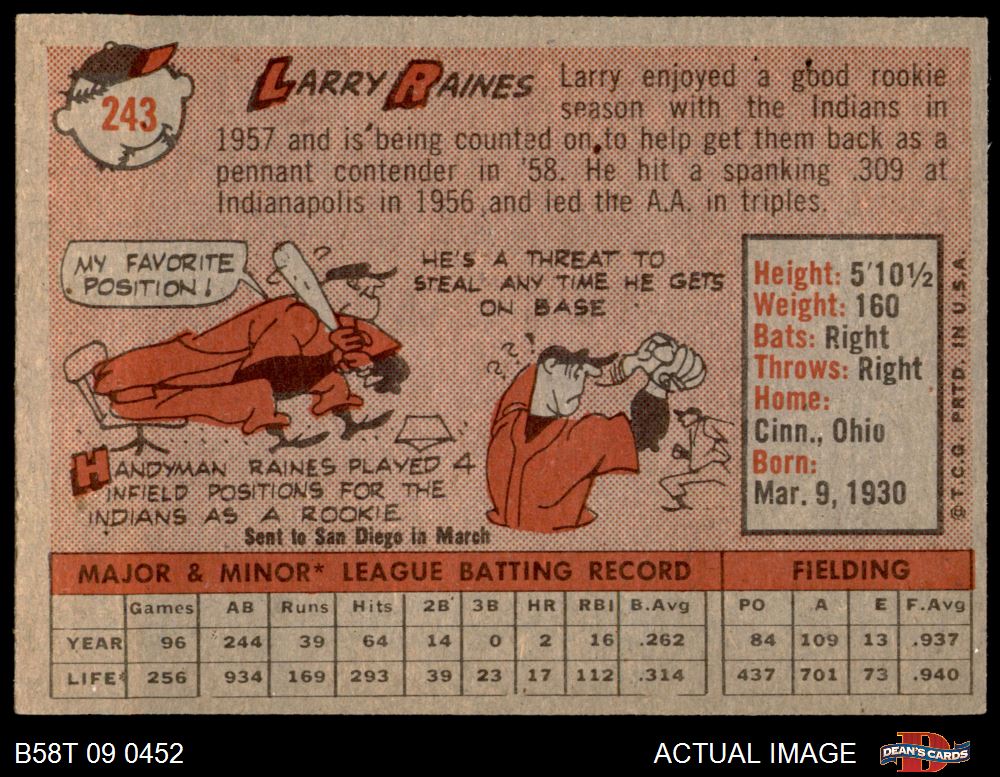 243
LARRY RAINES
Larry enjoyed a good rookie
season with the Indians in
1957 and is being counted on to help get them back as a
pennant contender in '58. He hit a spanking .309 at
Indianapolis in 1956 and led the A.A. in triples.
MY FAVORITE
POSITION!
HE'S A THREAT TO
STEAL ANY TIME HE GETS
ON BASE
? ? ?
HANDYMAN RAINES PLAYED 4
INFIELD POSITIONS FOR THE
INDIANS AS A ROOKIE
Sent to San Diego in March
Height: 5'10½
Weight: 160
Bats: Right
Throws: Right
Home:
Cinn., Ohio
Born:
Mar. 9, 1930
© T.C.G. PRTD. IN U.S.A.
MAJOR & MINOR* LEAGUE BATTING RECORD FIELDING
Games AB Runs Hits 2B 3B HR RBI B.Avg PO A E F.Avg
YEAR 96 244 39 64 14 0 2 16 .262 84 109 13 .937
LIFE* 256 934 169 293 39 23 17 112 .314 437 701 73 .940
B58T 09 0452
ACTUAL IMAGE
DEAN'S CARDS